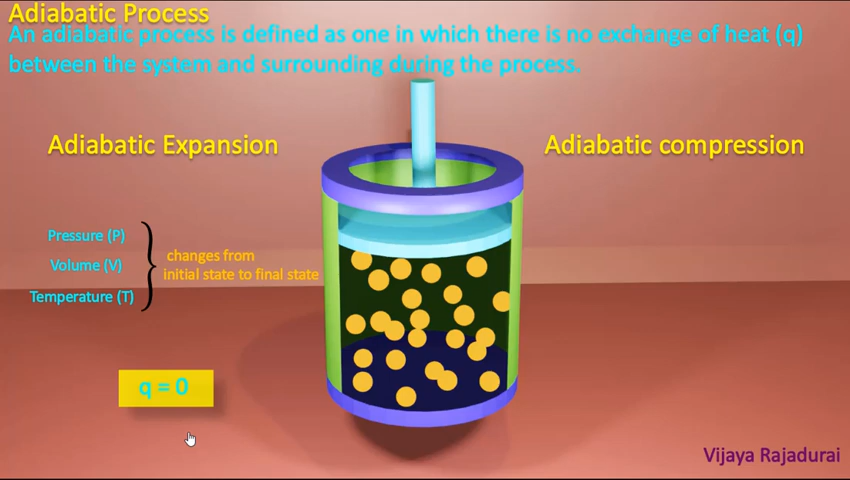 Adiabatic Process
An adiabatic process is defined as one in which there is no exchange of heat (q)
between the system and surrounding during the process.
Adiabatic Expansion
Adiabatic compression
Pressure (P)
Volume (V)
Temperature (T)
changes from
initial state to final state
q = 0
Vijaya Rajadurai